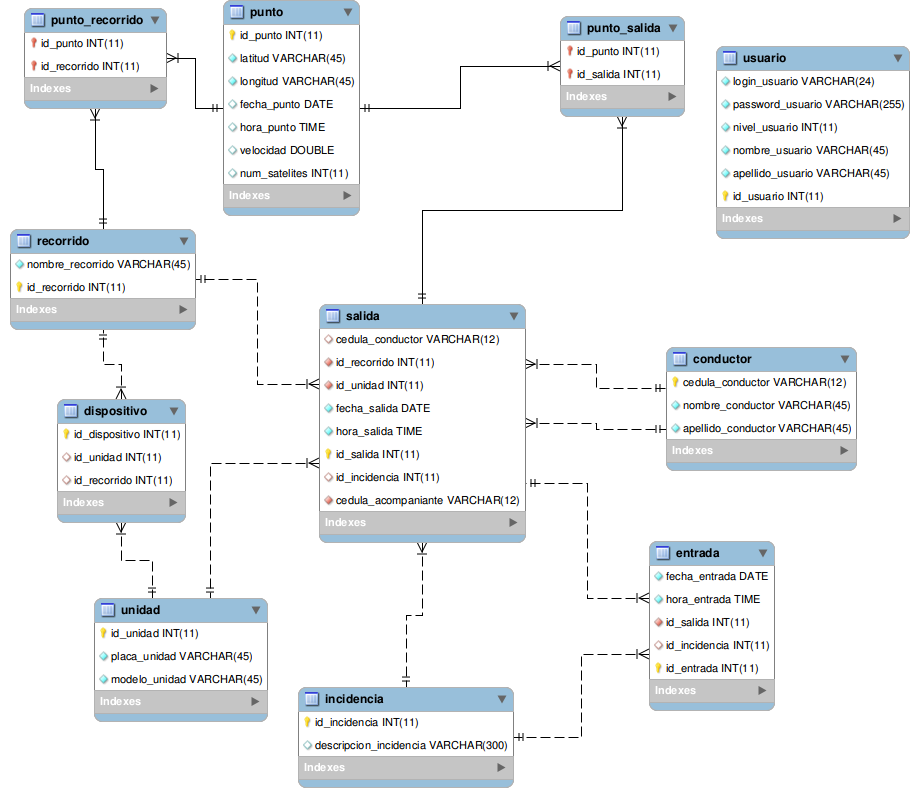 punto_recorrido
id_punto INT(11)
id_recorrido INT(11)
Indexes
punto
id_punto INT(11)
latitud VARCHAR(45)
longitud VARCHAR(45)
fecha_punto DATE
hora_punto TIME
velocidad DOUBLE
num_satelites INT(11)
Indexes
punto_salida
id_punto INT(11)
id_salida INT(11)
Indexes
usuario
login_usuario VARCHAR(24)
password_usuario VARCHAR(255)
nivel_usuario INT(11)
nombre_usuario VARCHAR(45)
apellido_usuario VARCHAR(45)
id_usuario INT(11)
Indexes
recorrido
nombre_recorrido VARCHAR(45)
id_recorrido INT(11)
Indexes
salida
cedula_conductor VARCHAR(12)
id_recorrido INT(11)
id_unidad INT(11)
fecha_salida DATE
hora_salida TIME
id_salida INT(11)
id_incidencia INT(11)
cedula_acompaniante VARCHAR(12)
Indexes
conductor
cedula_conductor VARCHAR(12)
nombre_conductor VARCHAR(45)
apellido_conductor VARCHAR(45)
Indexes
dispositivo
id_dispositivo INT(11)
id_unidad INT(11)
id_recorrido INT(11)
Indexes
entrada
fecha_entrada DATE
hora_entrada TIME
id_salida INT(11)
id_incidencia INT(11)
id_entrada INT(11)
Indexes
unidad
id_unidad INT(11)
placa_unidad VARCHAR(45)
modelo_unidad VARCHAR(45)
Indexes
incidencia
id_incidencia INT(11)
descripcion_incidencia VARCHAR(300)
Indexes